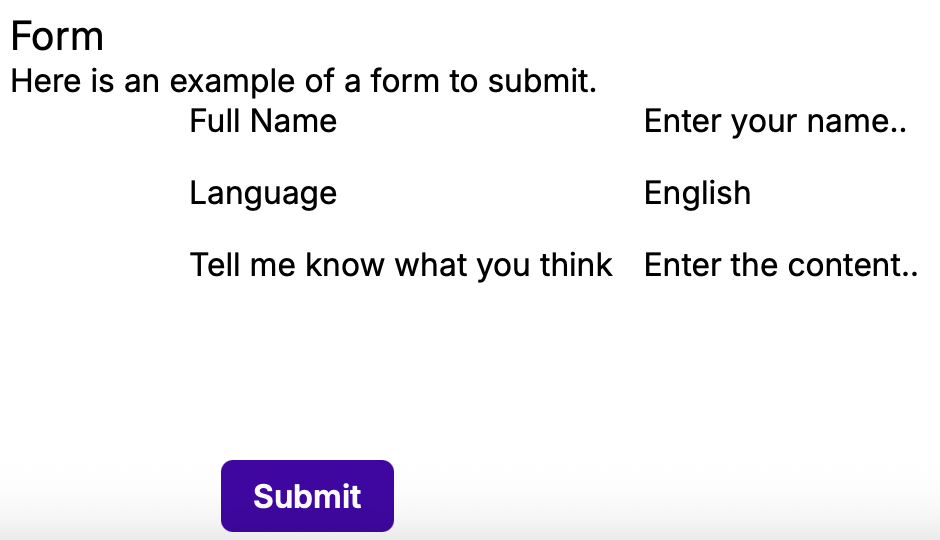 Form
Here is an example of a form to submit.
Full Name Enter your name..
Language English
Tell me know what you think Enter the content..
Submit